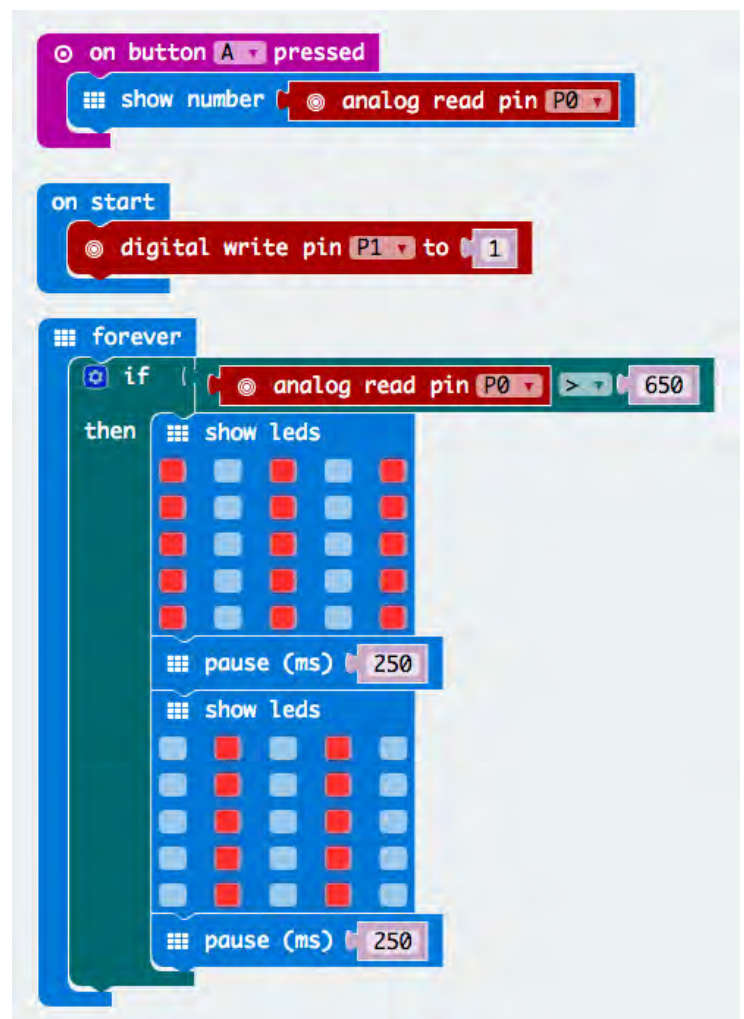 on button A pressed
show number analog read pin P0
on start
digital write pin P1 to 1
forever
if analog read pin P0 > 650
then show leds
pause (ms) 250
show leds
pause (ms) 250